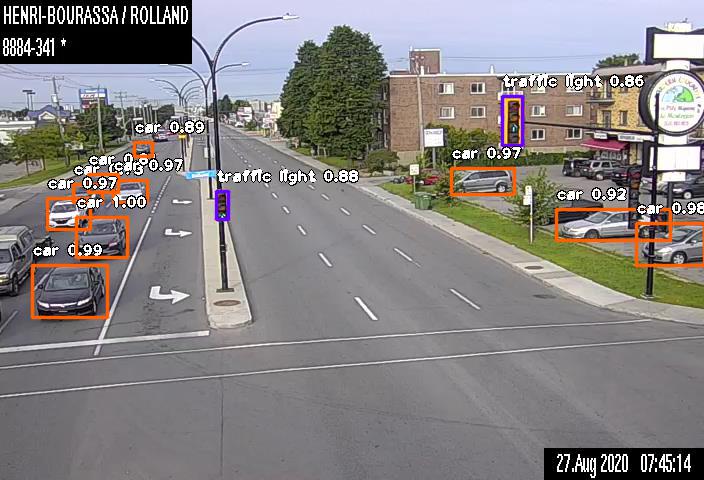 HENRI-BOURASSA / ROLLAND
8884-341 *
traffic light 0.86
car 0.89
car 0.97
car 0.97
car 0.92
traffic light 0.88
car 0.97
car 1.00
car 0.98
car 0.99
27.Aug 2020 07:45:14